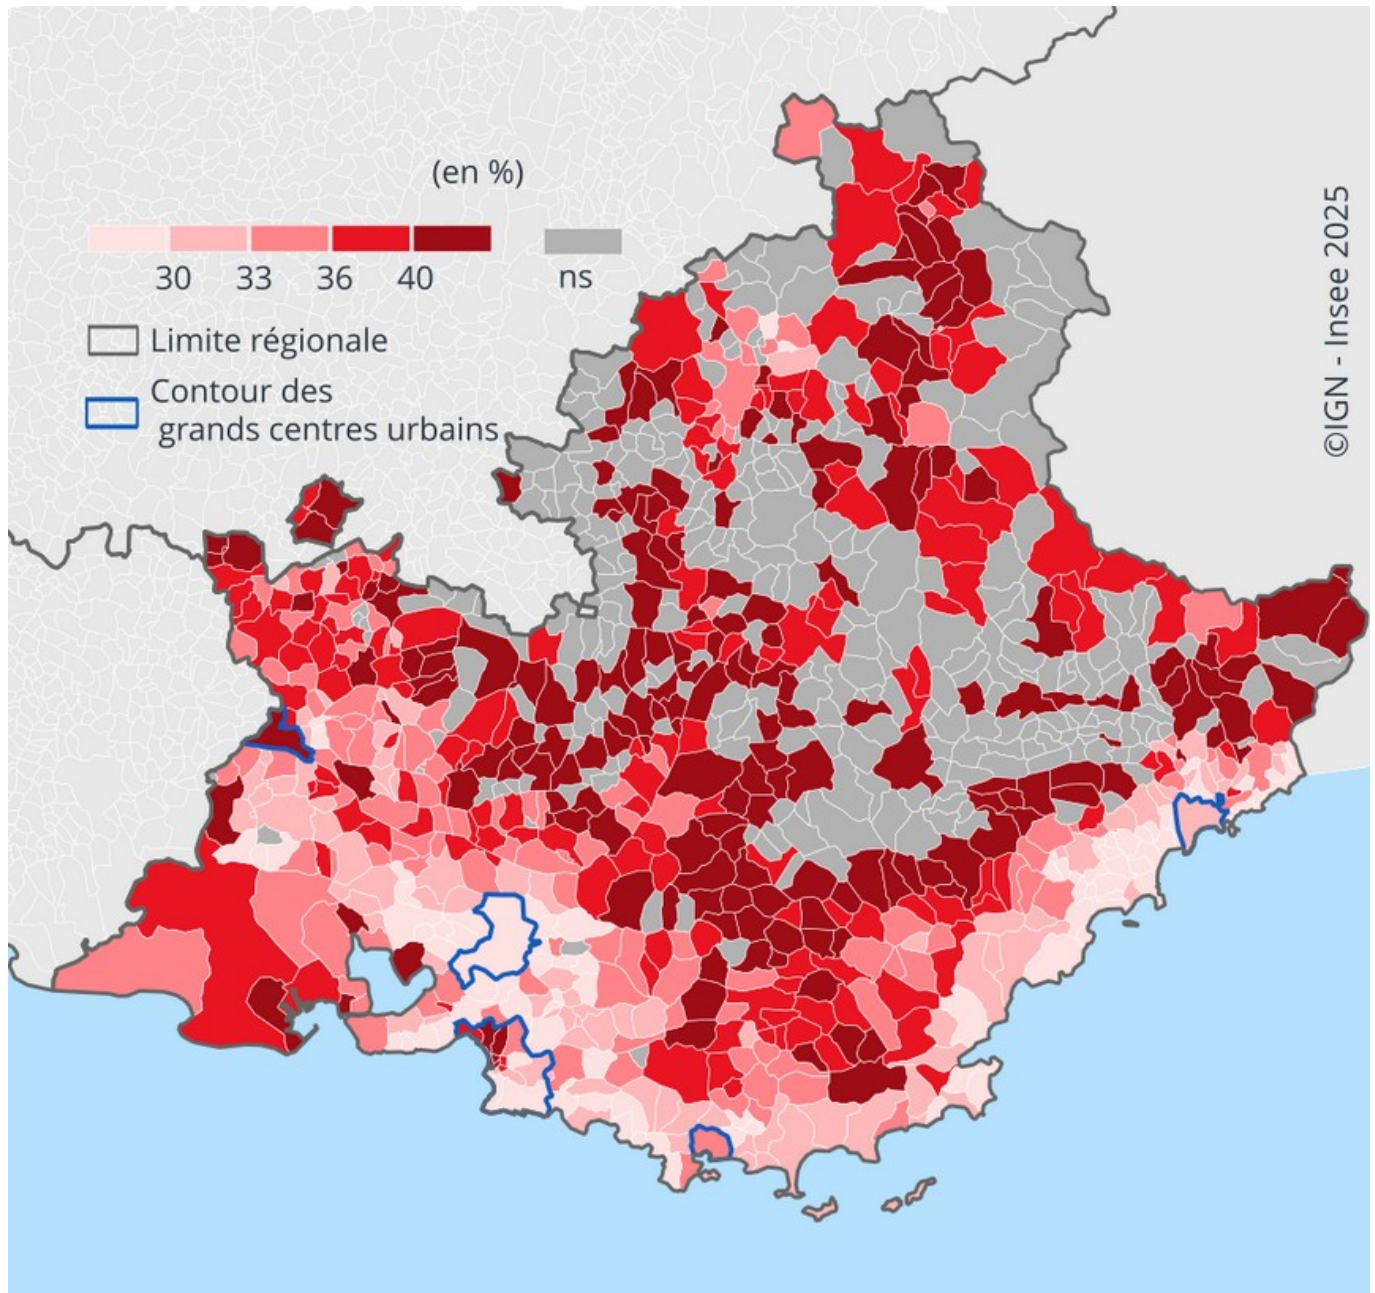 (en %)
30 33 36 40 ns
Limite régionale
Contour des
grands centres urbains
©IGN - Insee 2025